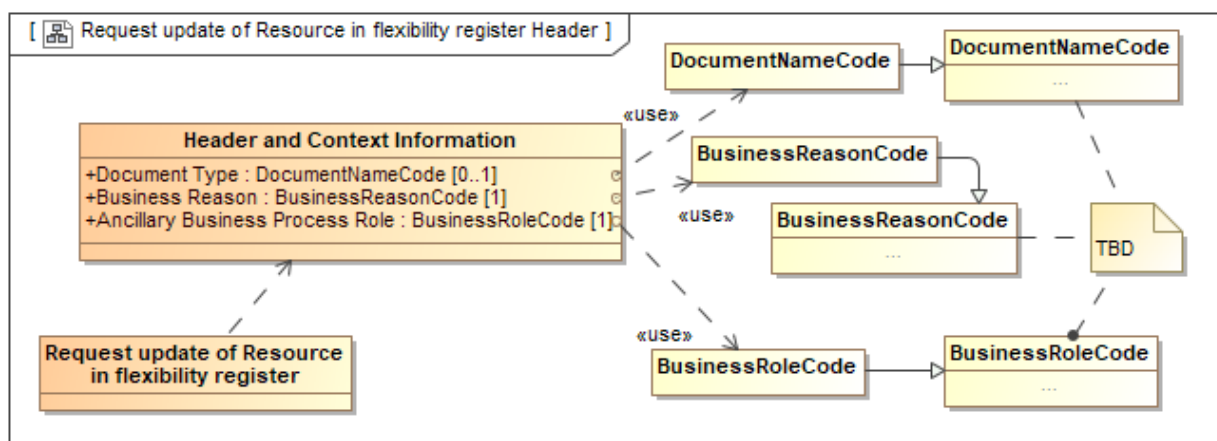 [ Request update of Resource in flexibility register Header ]
DocumentNameCode
DocumentNameCode
...
«use»
Header and Context Information
+Document Type : DocumentNameCode [0..1]
+Business Reason : BusinessReasonCode [1]
+Ancillary Business Process Role : BusinessRoleCode [1]
BusinessReasonCode
«use»
BusinessReasonCode
...
TBD
Request update of Resource
in flexibility register
«use»
BusinessRoleCode
BusinessRoleCode
...